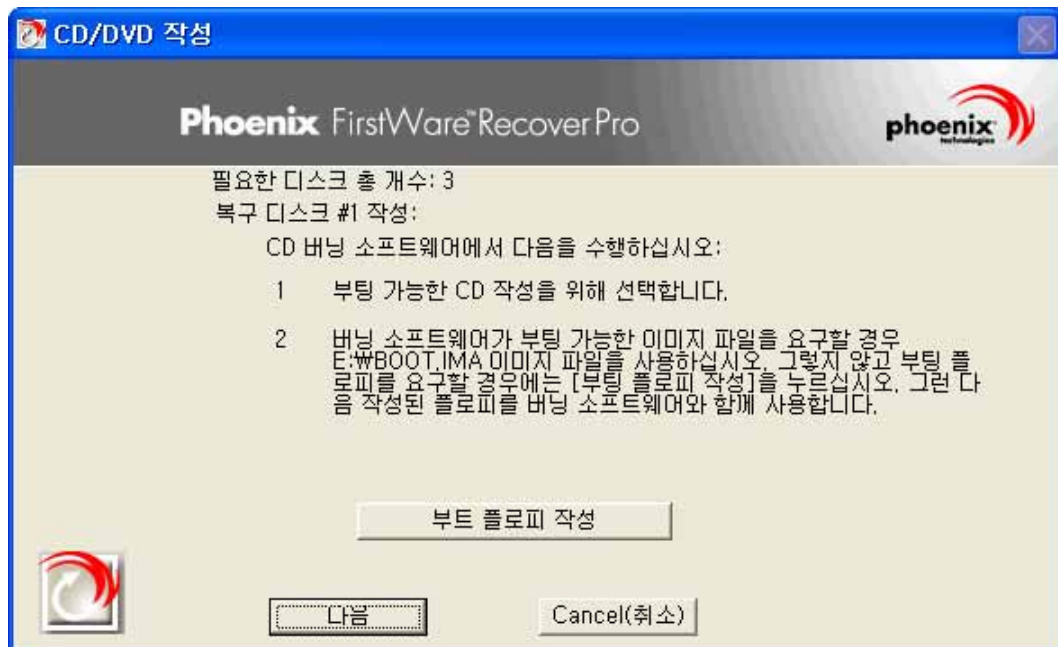 CD/DVD 작성
Phoenix FirstWare™ Recover Pro
phoenix
technologies
필요한 디스크 총 개수: 3
복구 디스크 #1 작성:
CD 버닝 소프트웨어에서 다음을 수행하십시오:
1 부팅 가능한 CD 작성을 위해 선택합니다.
2 버닝 소프트웨어가 부팅 가능한 이미지 파일을 요구할 경우
E:₩BOOT.IMA 이미지 파일을 사용하십시오. 그렇지 않고 부팅 플
로피를 요구할 경우에는 [부팅 플로피 작성]을 누르십시오. 그런 다
음 작성된 플로피를 버닝 소프트웨어와 함께 사용합니다.
부트 플로피 작성
다음
Cancel(취소)